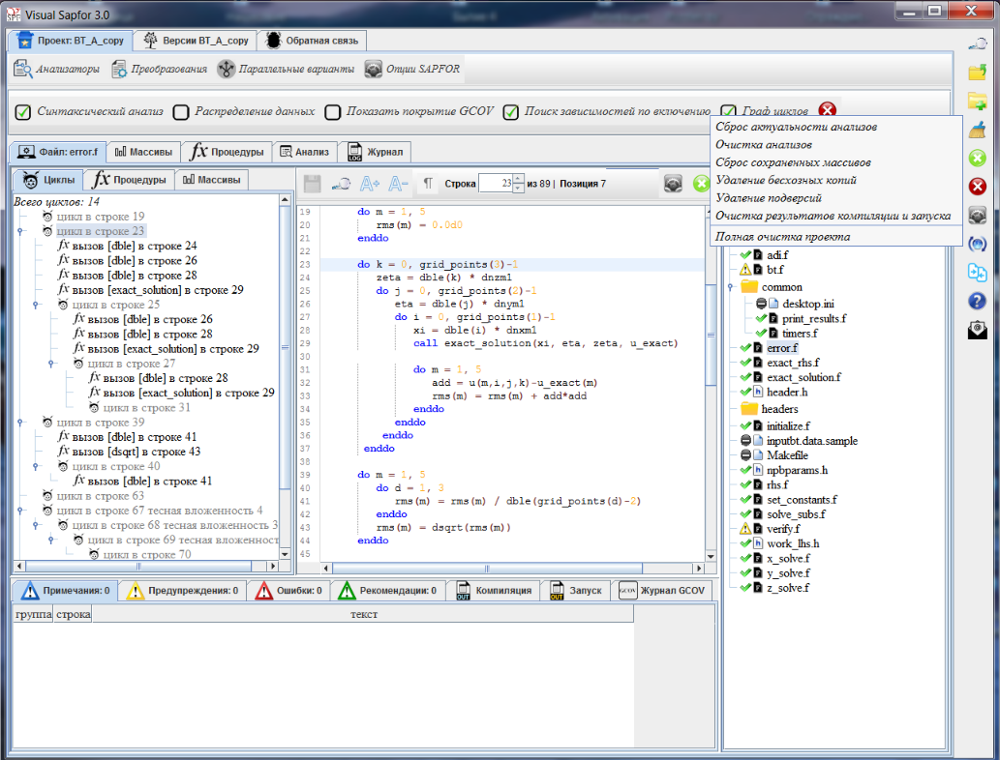 Visual Sapfor 3.0
Проект: BT_A_copy
Версии BT_A_copy
Обратная связь
Анализаторы
Преобразования
Параллельные варианты
Опции SAPFOR
Синтаксический анализ
Распределение данных
Показать покрытие GCOV
Поиск зависимостей по включению
Граф циклов
Сброс актуальности анализов
Очистка анализов
Сброс сохраненных массивов
Удаление бесхозных копий
Удаление подверсий
Очистка результатов компиляции и запуска
Полная очистка проекта
Файл: error.f
Массивы
Процедуры
Анализ
LOG
Журнал
Циклы
Процедуры
Массивы
Всего циклов: 14
цикл в строке 19
цикл в строке 23
вызов [dble] в строке 24
вызов [dble] в строке 26
вызов [dble] в строке 28
вызов [exact_solution] в строке 29
цикл в строке 25
вызов [dble] в строке 26
вызов [dble] в строке 28
вызов [exact_solution] в строке 29
цикл в строке 27
вызов [dble] в строке 28
вызов [exact_solution] в строке 29
цикл в строке 31
цикл в строке 39
вызов [dble] в строке 41
вызов [dsqrt] в строке 43
цикл в строке 40
вызов [dble] в строке 41
цикл в строке 63
цикл в строке 67 тесная вложенность 4
цикл в строке 68 тесная вложенность 3
цикл в строке 69 тесная вложенност
цикл в строке 70
A+ A- ¶ Строка 23 из 89 | Позиция 7
19 do m = 1, 5
20 rms(m) = 0.0d0
21 enddo
22
23 do k = 0, grid_points(3)-1
24 zeta = dble(k) * dnzm1
25 do j = 0, grid_points(2)-1
26 eta = dble(j) * dnym1
27 do i = 0, grid_points(1)-1
28 xi = dble(i) * dnxm1
29 call exact_solution(xi, eta, zeta, u_exact)
30
31 do m = 1, 5
32 add = u(m,i,j,k)-u_exact(m)
33 rms(m) = rms(m) + add*add
34 enddo
35 enddo
36 enddo
37 enddo
38
39 do m = 1, 5
40 do d = 1, 3
41 rms(m) = rms(m) / dble(grid_points(d)-2)
42 enddo
43 rms(m) = dsqrt(rms(m))
44 enddo
45
adi.f
bt.f
common
desktop.ini
print_results.f
timers.f
error.f
exact_rhs.f
exact_solution.f
header.h
headers
initialize.f
inputbt.data.sample
Makefile
npbparams.h
rhs.f
set_constants.f
solve_subs.f
verify.f
work_lhs.h
x_solve.f
y_solve.f
z_solve.f
Примечания: 0
Предупреждения: 0
Ошибки: 0
Рекомендации: 0
OUT
Компиляция
OUT
Запуск
GCOV
Журнал GCOV
группа
строка
текст